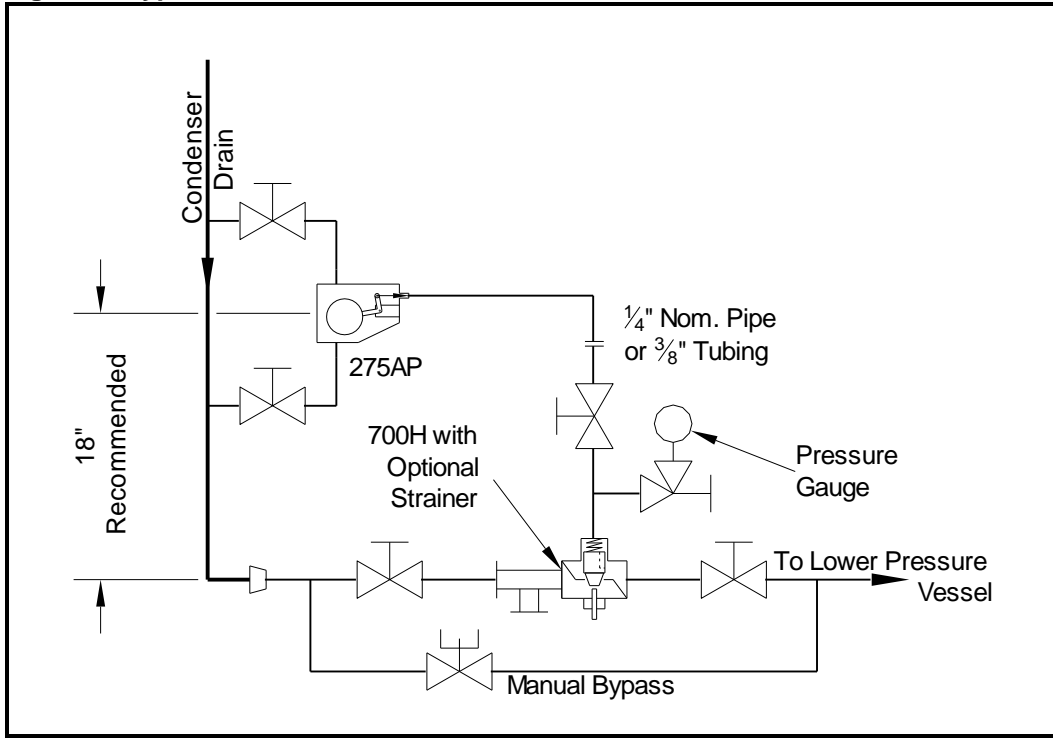 Condenser
Drain
18"
Recommended
275AP
¼" Nom. Pipe
or ⅜" Tubing
700H with
Optional
Strainer
Pressure
Gauge
To Lower Pressure
Vessel
Manual Bypass